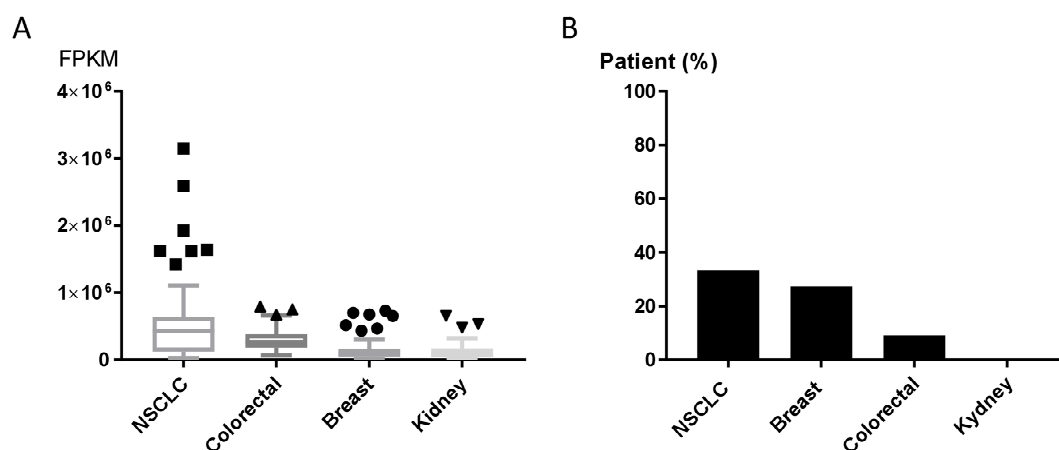 A
FPKM
4×10⁶
3×10⁶
2×10⁶
1×10⁶
0
NSCLC
Colorectal
Breast
Kidney
B
Patient (%)
100
80
60
40
20
0
NSCLC
Breast
Colorectal
Kydney